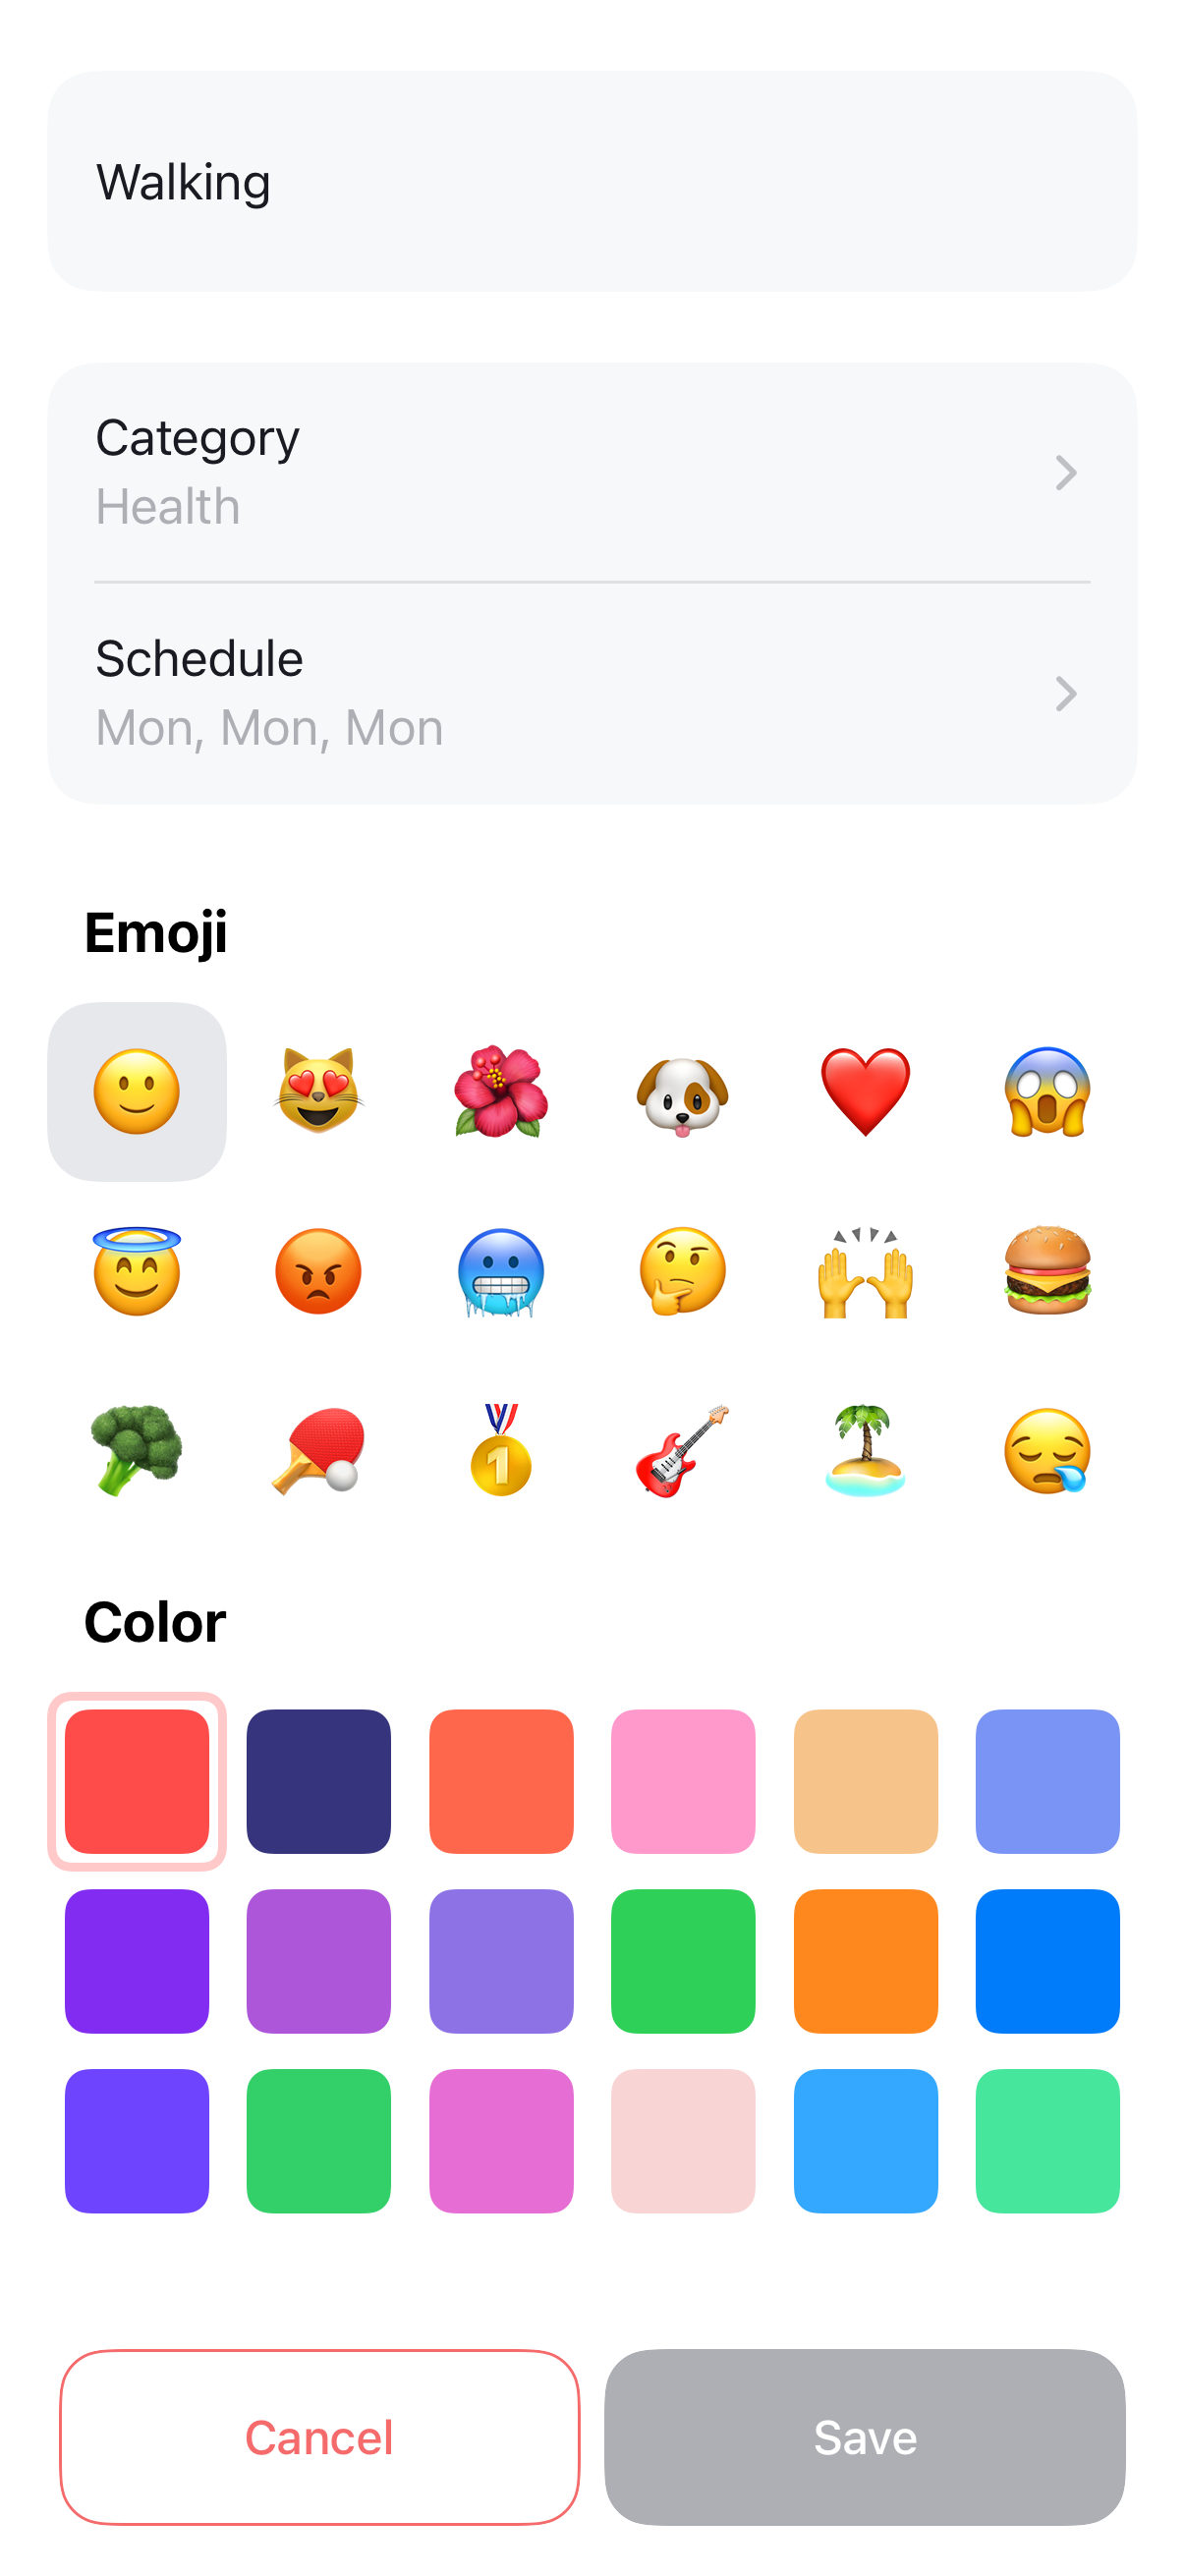 Walking
Category
Health
Schedule
Mon, Mon, Mon
Emoji
Color
Cancel
Save